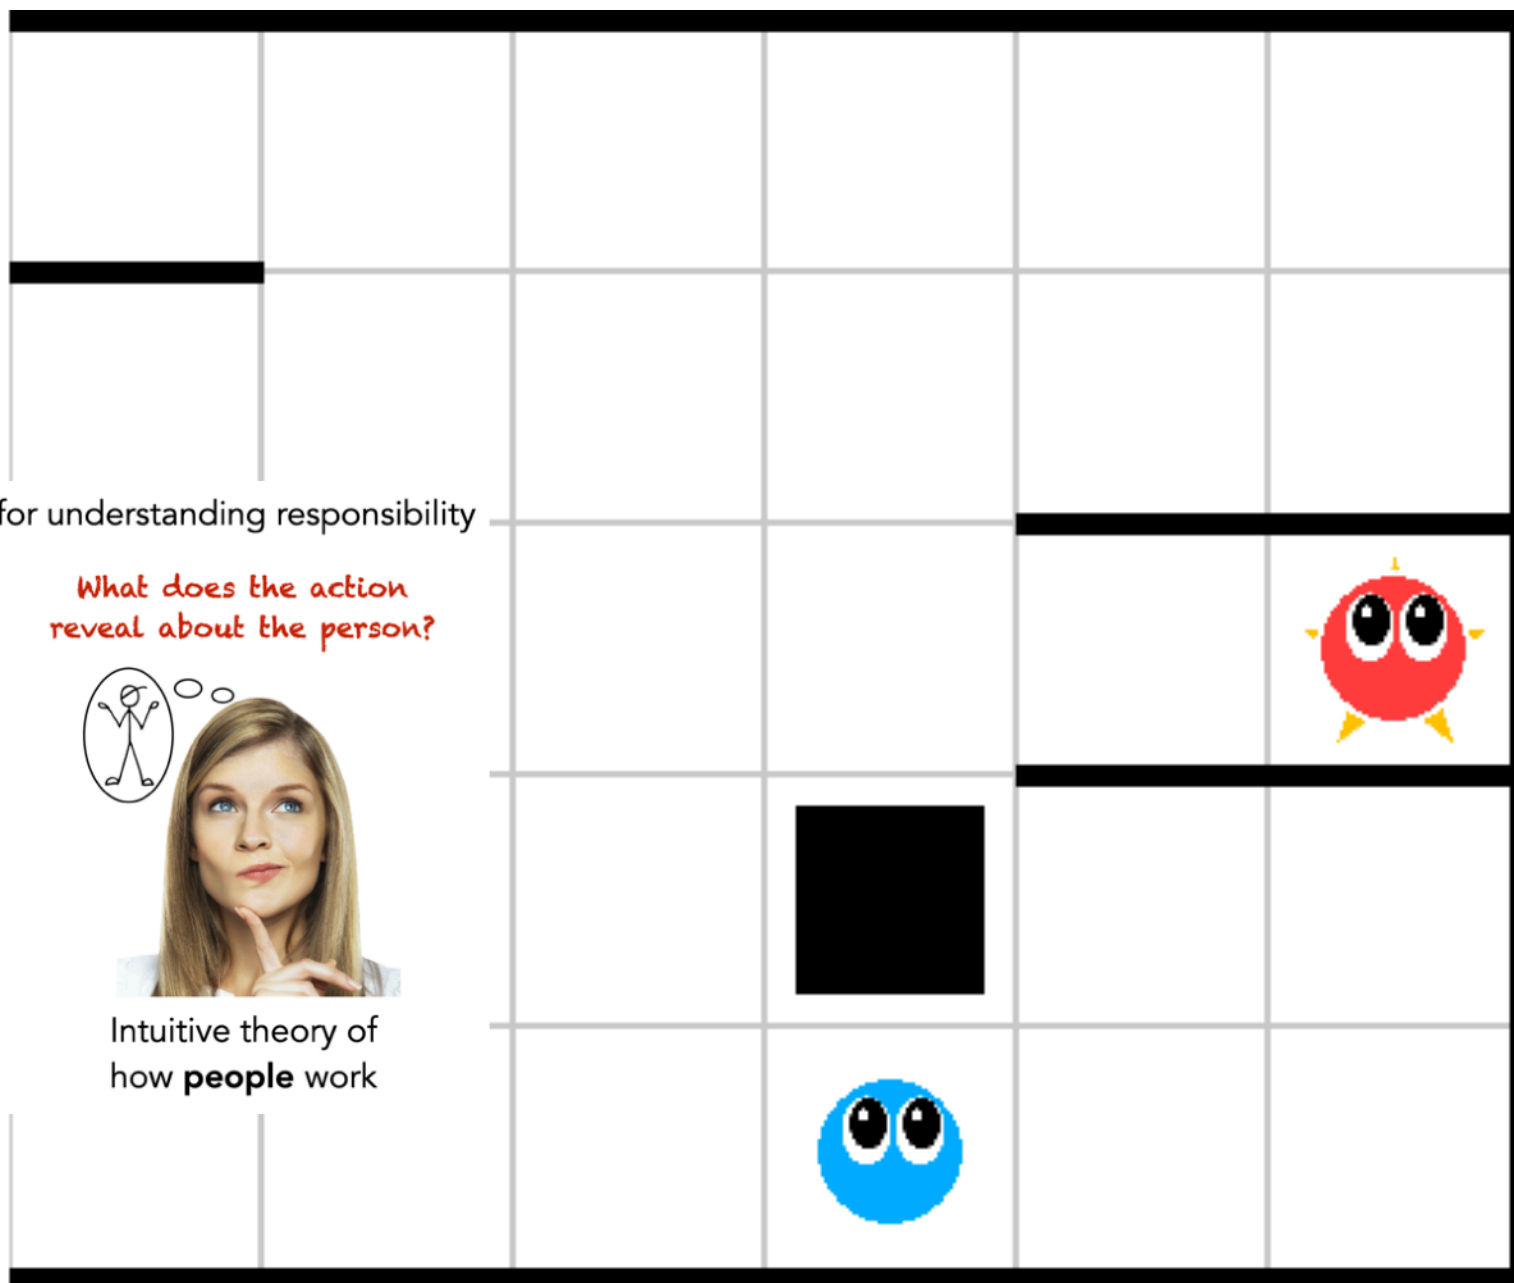 for understanding responsibility
What does the action
reveal about the person?
Intuitive theory of
how people work